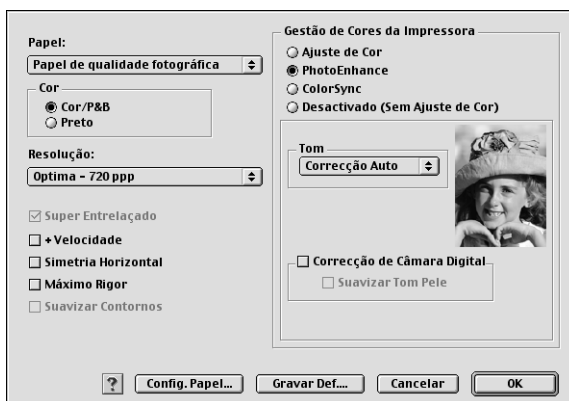 Papel:
Papel de qualidade fotográfica
Cor
Cor/P&B
Preto
Resolução:
Optima - 720 ppp
Super Entrelaçado
+Velocidade
Simetria Horizontal
Máximo Rigor
Suavizar Contornos
Gestão de Cores da Impressora
Ajuste de Cor
PhotoEnhance
ColorSync
Desactivado (Sem Ajuste de Cor)
Tom
Correcção Auto
Correcção de Câmara Digital
Suavizar Tom Pele
?
Config. Papel...
Gravar Def....
Cancelar
OK